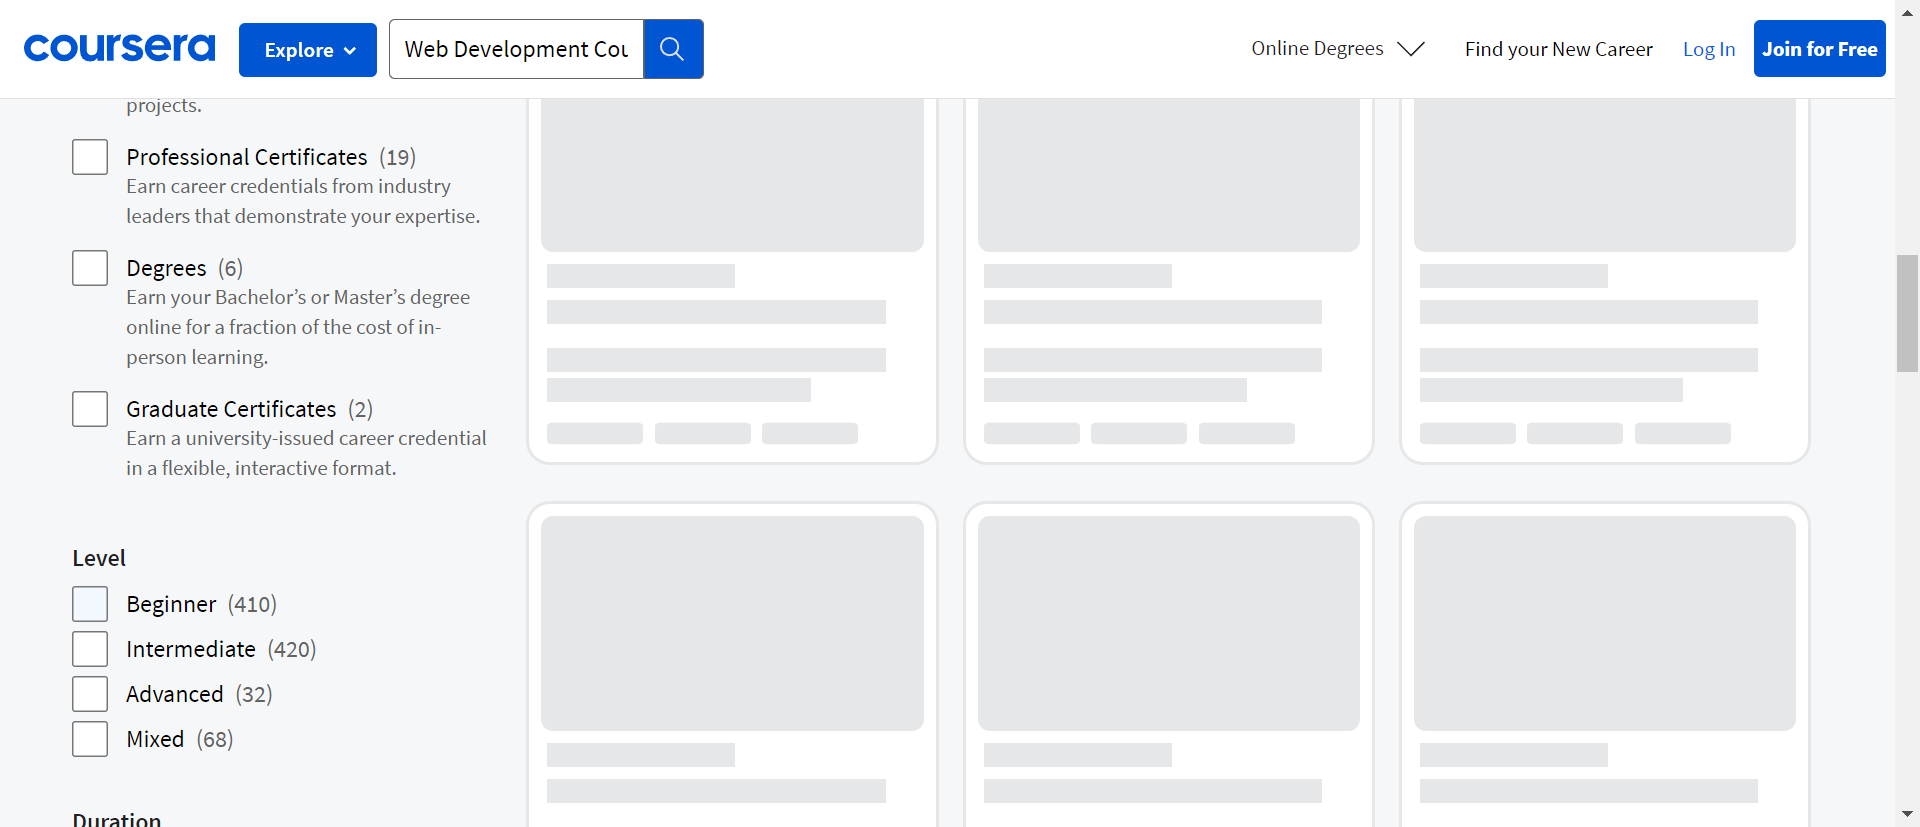 coursera
Explore
Web Development Cou
Online Degrees
Find your New Career
Log In
Join for Free
projects.
Professional Certificates (19)
Earn career credentials from industry
leaders that demonstrate your expertise.
Degrees (6)
Earn your Bachelor’s or Master’s degree
online for a fraction of the cost of in-
person learning.
Graduate Certificates (2)
Earn a university-issued career credential
in a flexible, interactive format.
Level
Beginner (410)
Intermediate (420)
Advanced (32)
Mixed (68)
Duration